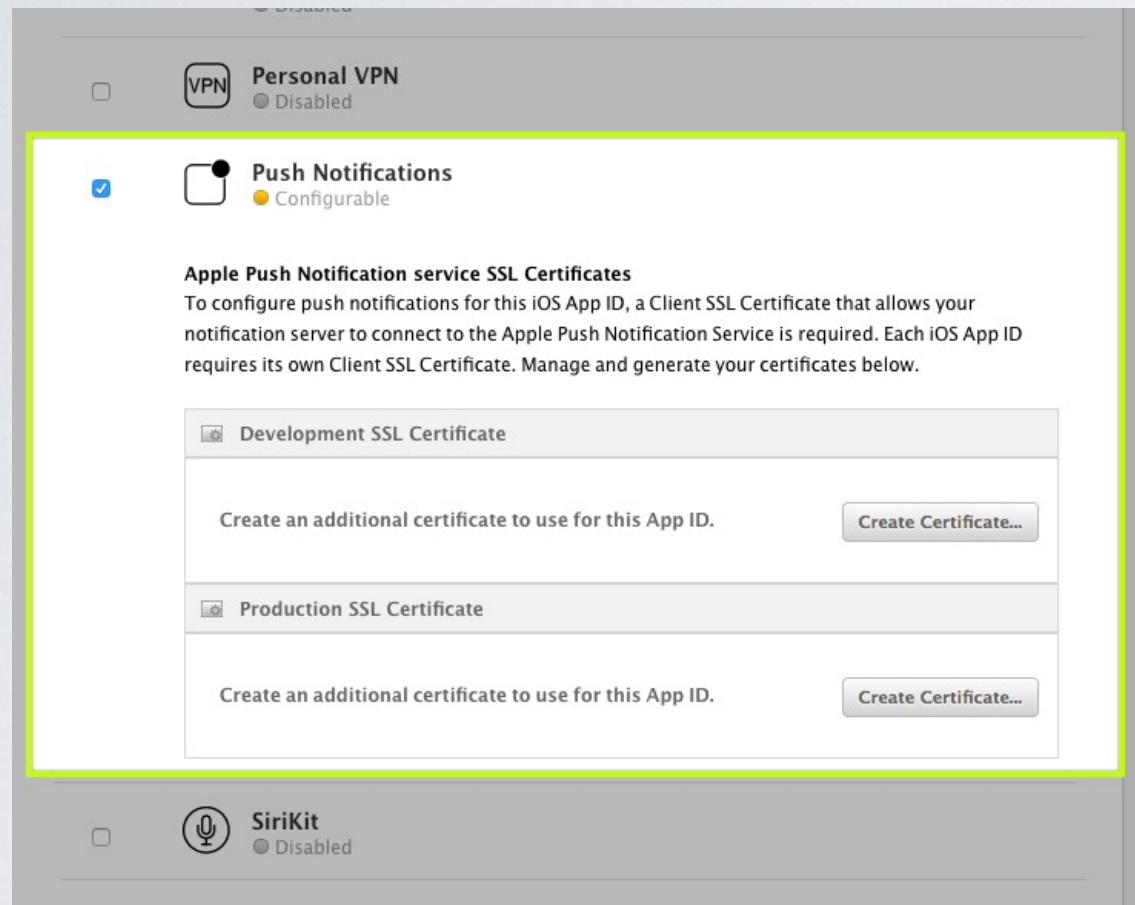 Disabled
VPN
Personal VPN
Disabled
Push Notifications
Configurable
Apple Push Notification service SSL Certificates
To configure push notifications for this iOS App ID, a Client SSL Certificate that allows your
notification server to connect to the Apple Push Notification Service is required. Each iOS App ID
requires its own Client SSL Certificate. Manage and generate your certificates below.
Development SSL Certificate
Create an additional certificate to use for this App ID.
Create Certificate...
Production SSL Certificate
Create an additional certificate to use for this App ID.
Create Certificate...
SiriKit
Disabled